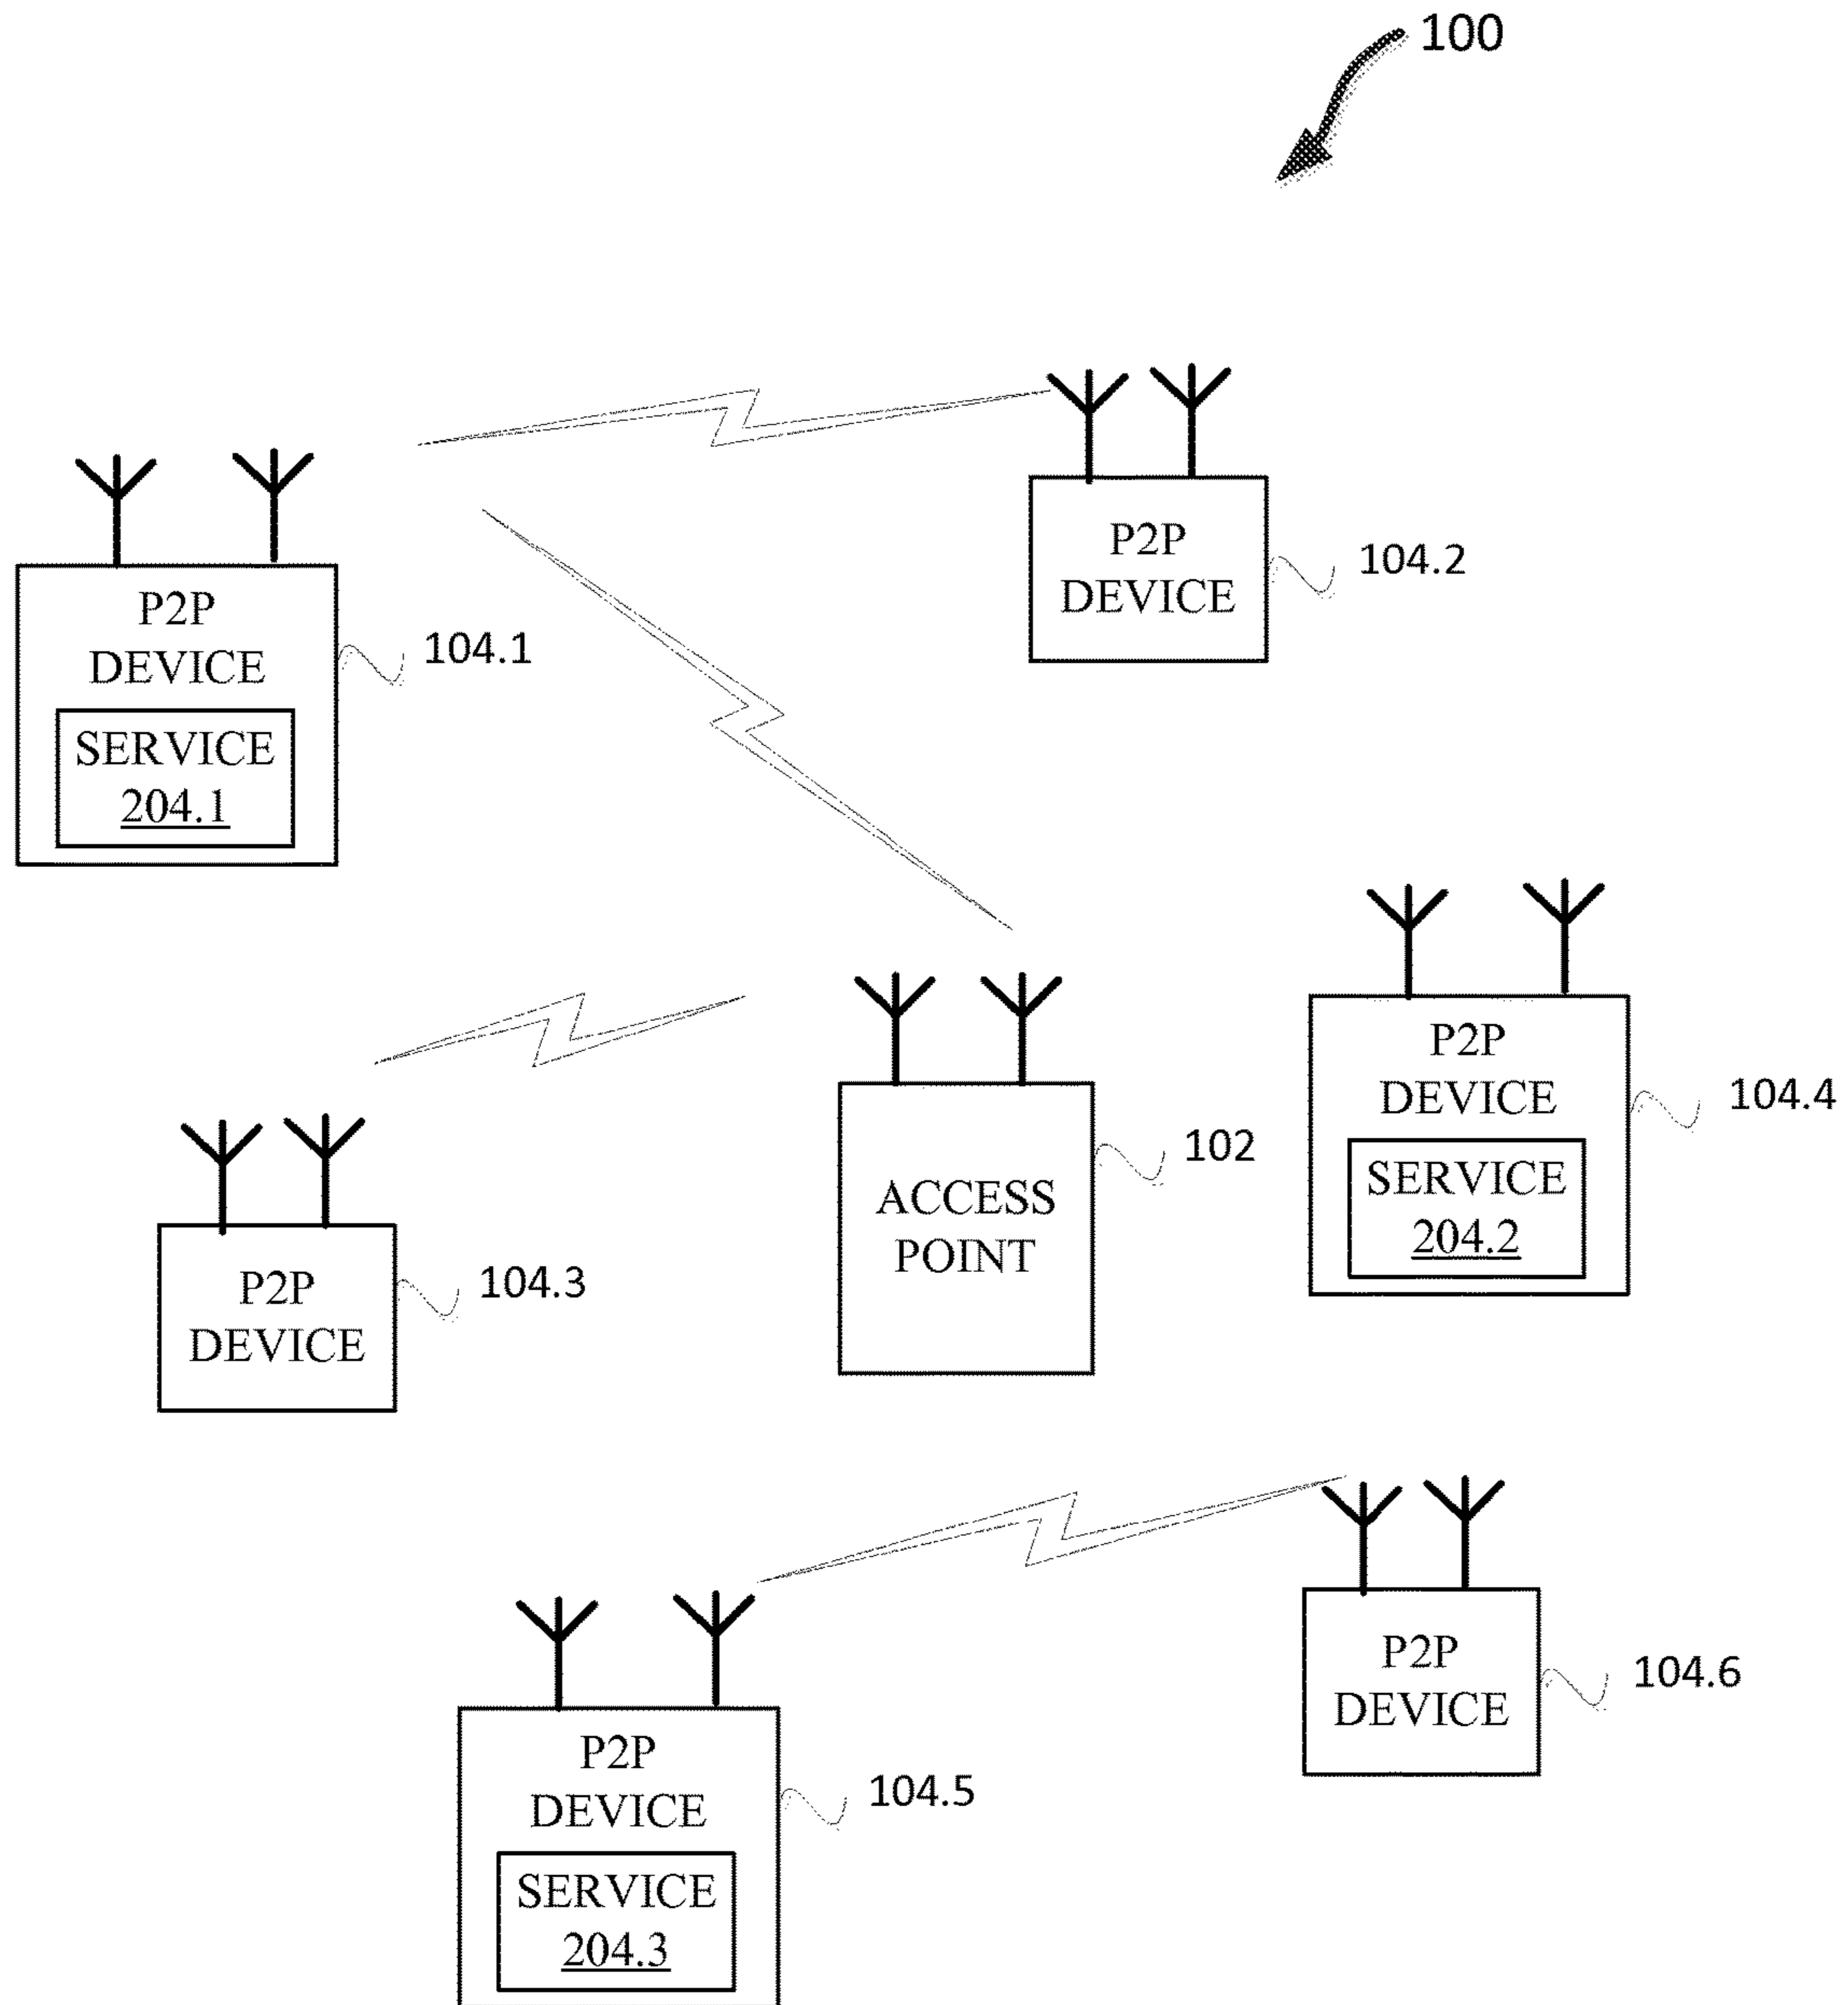 100
P2P
DEVICE
104.2
P2P
DEVICE
104.1
SERVICE
204.1
P2P
DEVICE
104.4
SERVICE
204.2
102
ACCESS
POINT
P2P
DEVICE
104.3
P2P
DEVICE
104.6
P2P
DEVICE
104.5
SERVICE
204.3